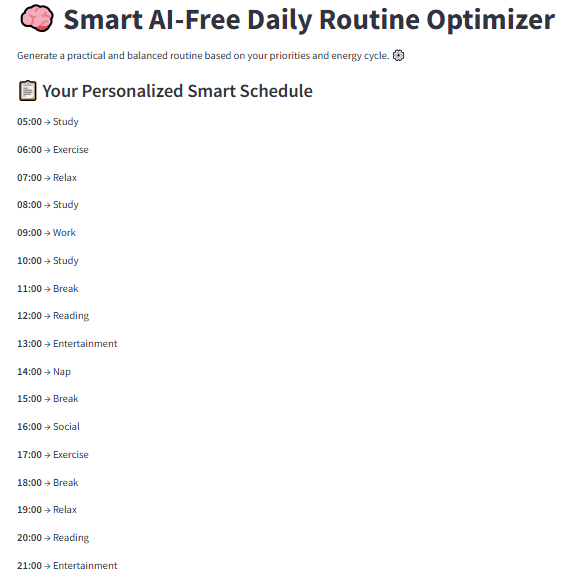 Smart AI-Free Daily Routine Optimizer
Generate a practical and balanced routine based on your priorities and energy cycle.
Your Personalized Smart Schedule
05:00 → Study
06:00 → Exercise
07:00 → Relax
08:00 → Study
09:00 → Work
10:00 → Study
11:00 → Break
12:00 → Reading
13:00 → Entertainment
14:00 → Nap
15:00 → Break
16:00 → Social
17:00 → Exercise
18:00 → Break
19:00 → Relax
20:00 → Reading
21:00 → Entertainment